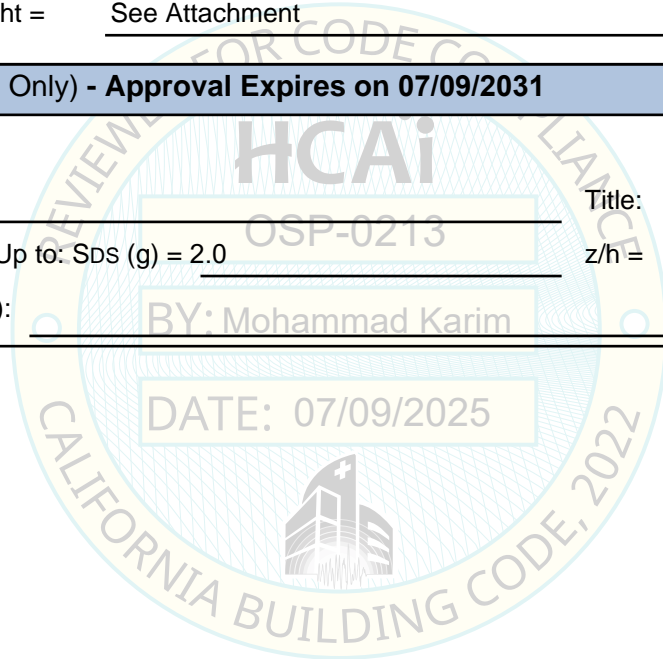 ht = See Attachment
Only) - Approval Expires on 07/09/2031
REVIEWED FOR CODE COMPLIANCE
HCAi
Title:
OSP-0213
Up to: SDS (g) = 2.0 z/h =
):
BY: Mohammad Karim
DATE: 07/09/2025
CALIFORNIA BUILDING CODE, 2022